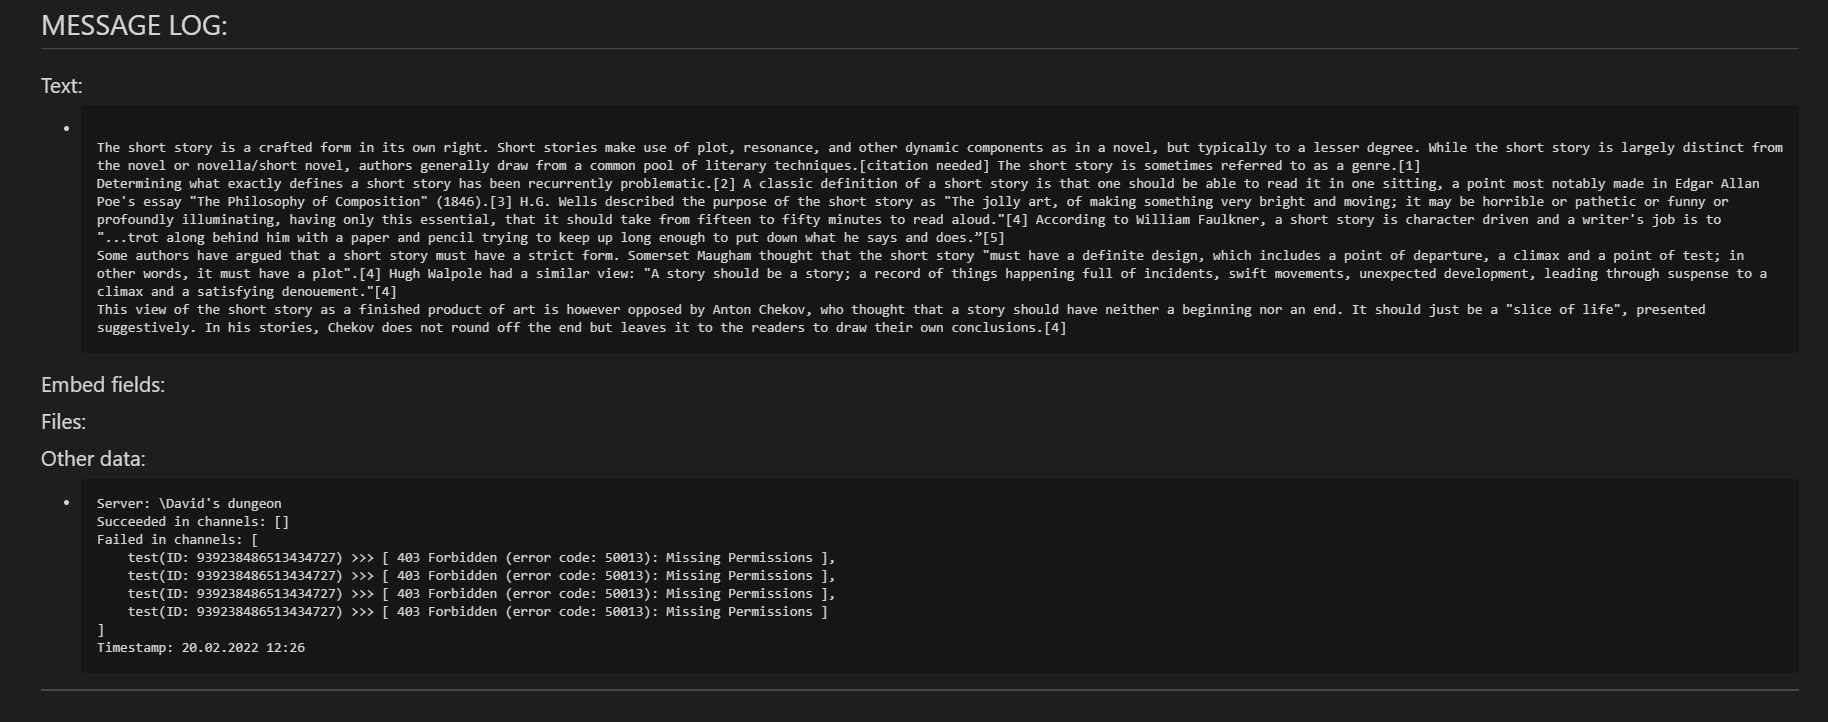 MESSAGE LOG:
Text:
The short story is a crafted form in its own right. Short stories make use of plot, resonance, and other dynamic components as in a novel, but typically to a lesser degree. While the short story is largely distinct from
the novel or novella/short novel, authors generally draw from a common pool of literary techniques.[citation needed] The short story is sometimes referred to as a genre.[1]
Determining what exactly defines a short story has been recurrently problematic.[2] A classic definition of a short story is that one should be able to read it in one sitting, a point most notably made in Edgar Allan
Poe's essay "The Philosophy of Composition" (1846).[3] H.G. Wells described the purpose of the short story as "The jolly art, of making something very bright and moving; it may be horrible or pathetic or funny or
profoundly illuminating, having only this essential, that it should take from fifteen to fifty minutes to read aloud."[4] According to William Faulkner, a short story is character driven and a writer's job is to
"...trot along behind him with a paper and pencil trying to keep up long enough to put down what he says and does.”[5]
Some authors have argued that a short story must have a strict form. Somerset Maugham thought that the short story "must have a definite design, which includes a point of departure, a climax and a point of test; in
other words, it must have a plot".[4] Hugh Walpole had a similar view: "A story should be a story; a record of things happening full of incidents, swift movements, unexpected development, leading through suspense to a
climax and a satisfying denouement."[4]
This view of the short story as a finished product of art is however opposed by Anton Chekov, who thought that a story should have neither a beginning nor an end. It should just be a "slice of life", presented
suggestively. In his stories, Chekov does not round off the end but leaves it to the readers to draw their own conclusions.[4]
Embed fields:
Files:
Other data:
Server: \David's dungeon
Succeeded in channels: []
Failed in channels: [
test(ID: 939238486513434727) >>> [ 403 Forbidden (error code: 50013): Missing Permissions ],
test(ID: 939238486513434727) >>> [ 403 Forbidden (error code: 50013): Missing Permissions ],
test(ID: 939238486513434727) >>> [ 403 Forbidden (error code: 50013): Missing Permissions ],
test(ID: 939238486513434727) >>> [ 403 Forbidden (error code: 50013): Missing Permissions ]
]
Timestamp: 20.02.2022 12:26